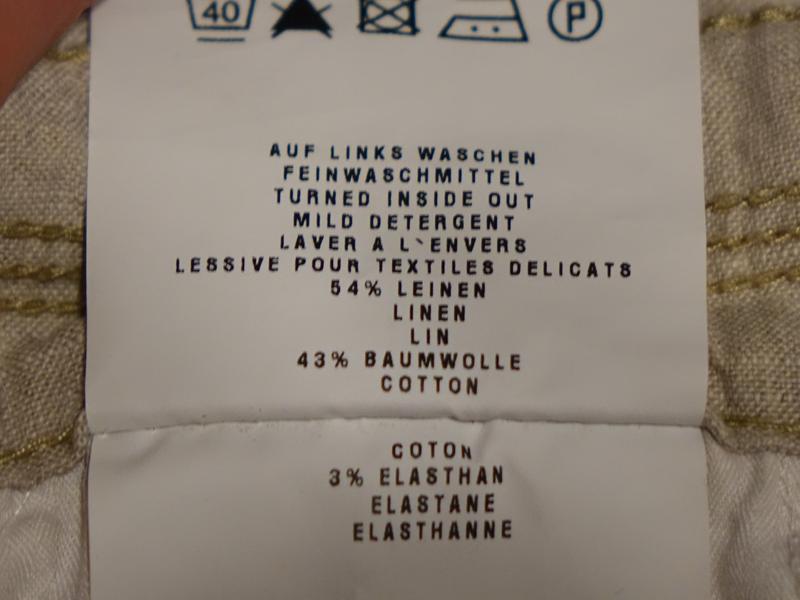 40 P
AUF LINKS WASCHEN
FEINWASCHMITTEL
TURNED INSIDE OUT
MILD DETERGENT
LAVER A L`ENVERS
LESSIVE POUR TEXTILES DELICATS
54% LEINEN
LINEN
LIN
43% BAUMWOLLE
COTTON
COTON
3% ELASTHAN
ELASTANE
ELASTHANNE